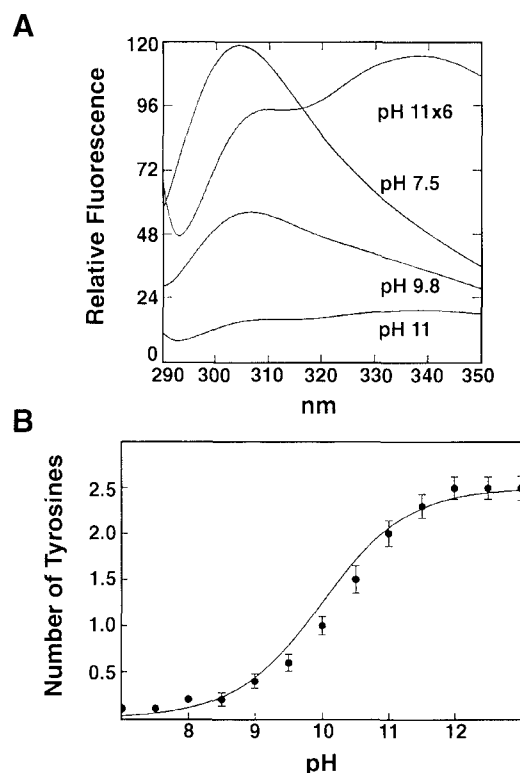 A
Relative Fluorescence
120
96
72
48
24
0
pH 11x6
pH 7.5
pH 9.8
pH 11
290 300 310 320 330 340 350
nm
B
Number of Tyrosines
2.5
2.0
1.5
1.0
0.5
8 9 10 11 12
pH